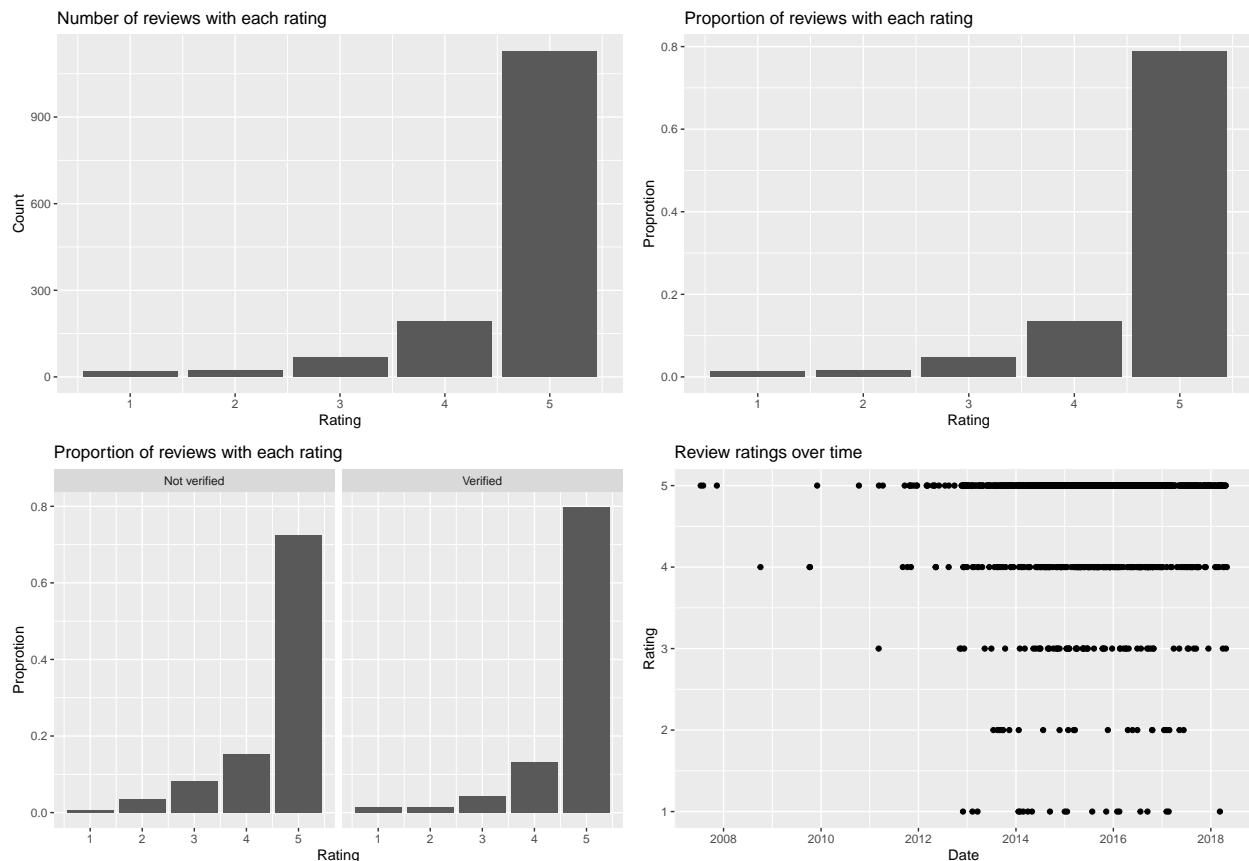 Number of reviews with each rating
Count
900
600
300
0
1 2 3 4 5
Rating
Proportion of reviews with each rating
Proprotion
0.8
0.6
0.4
0.2
0.0
1 2 3 4 5
Rating
Proportion of reviews with each rating
Not verified Verified
Proprotion
0.8
0.6
0.4
0.2
0.0
1 2 3 4 5 1 2 3 4 5
Rating
Review ratings over time
Rating
5
4
3
2
1
2008 2010 2012 2014 2016 2018
Date